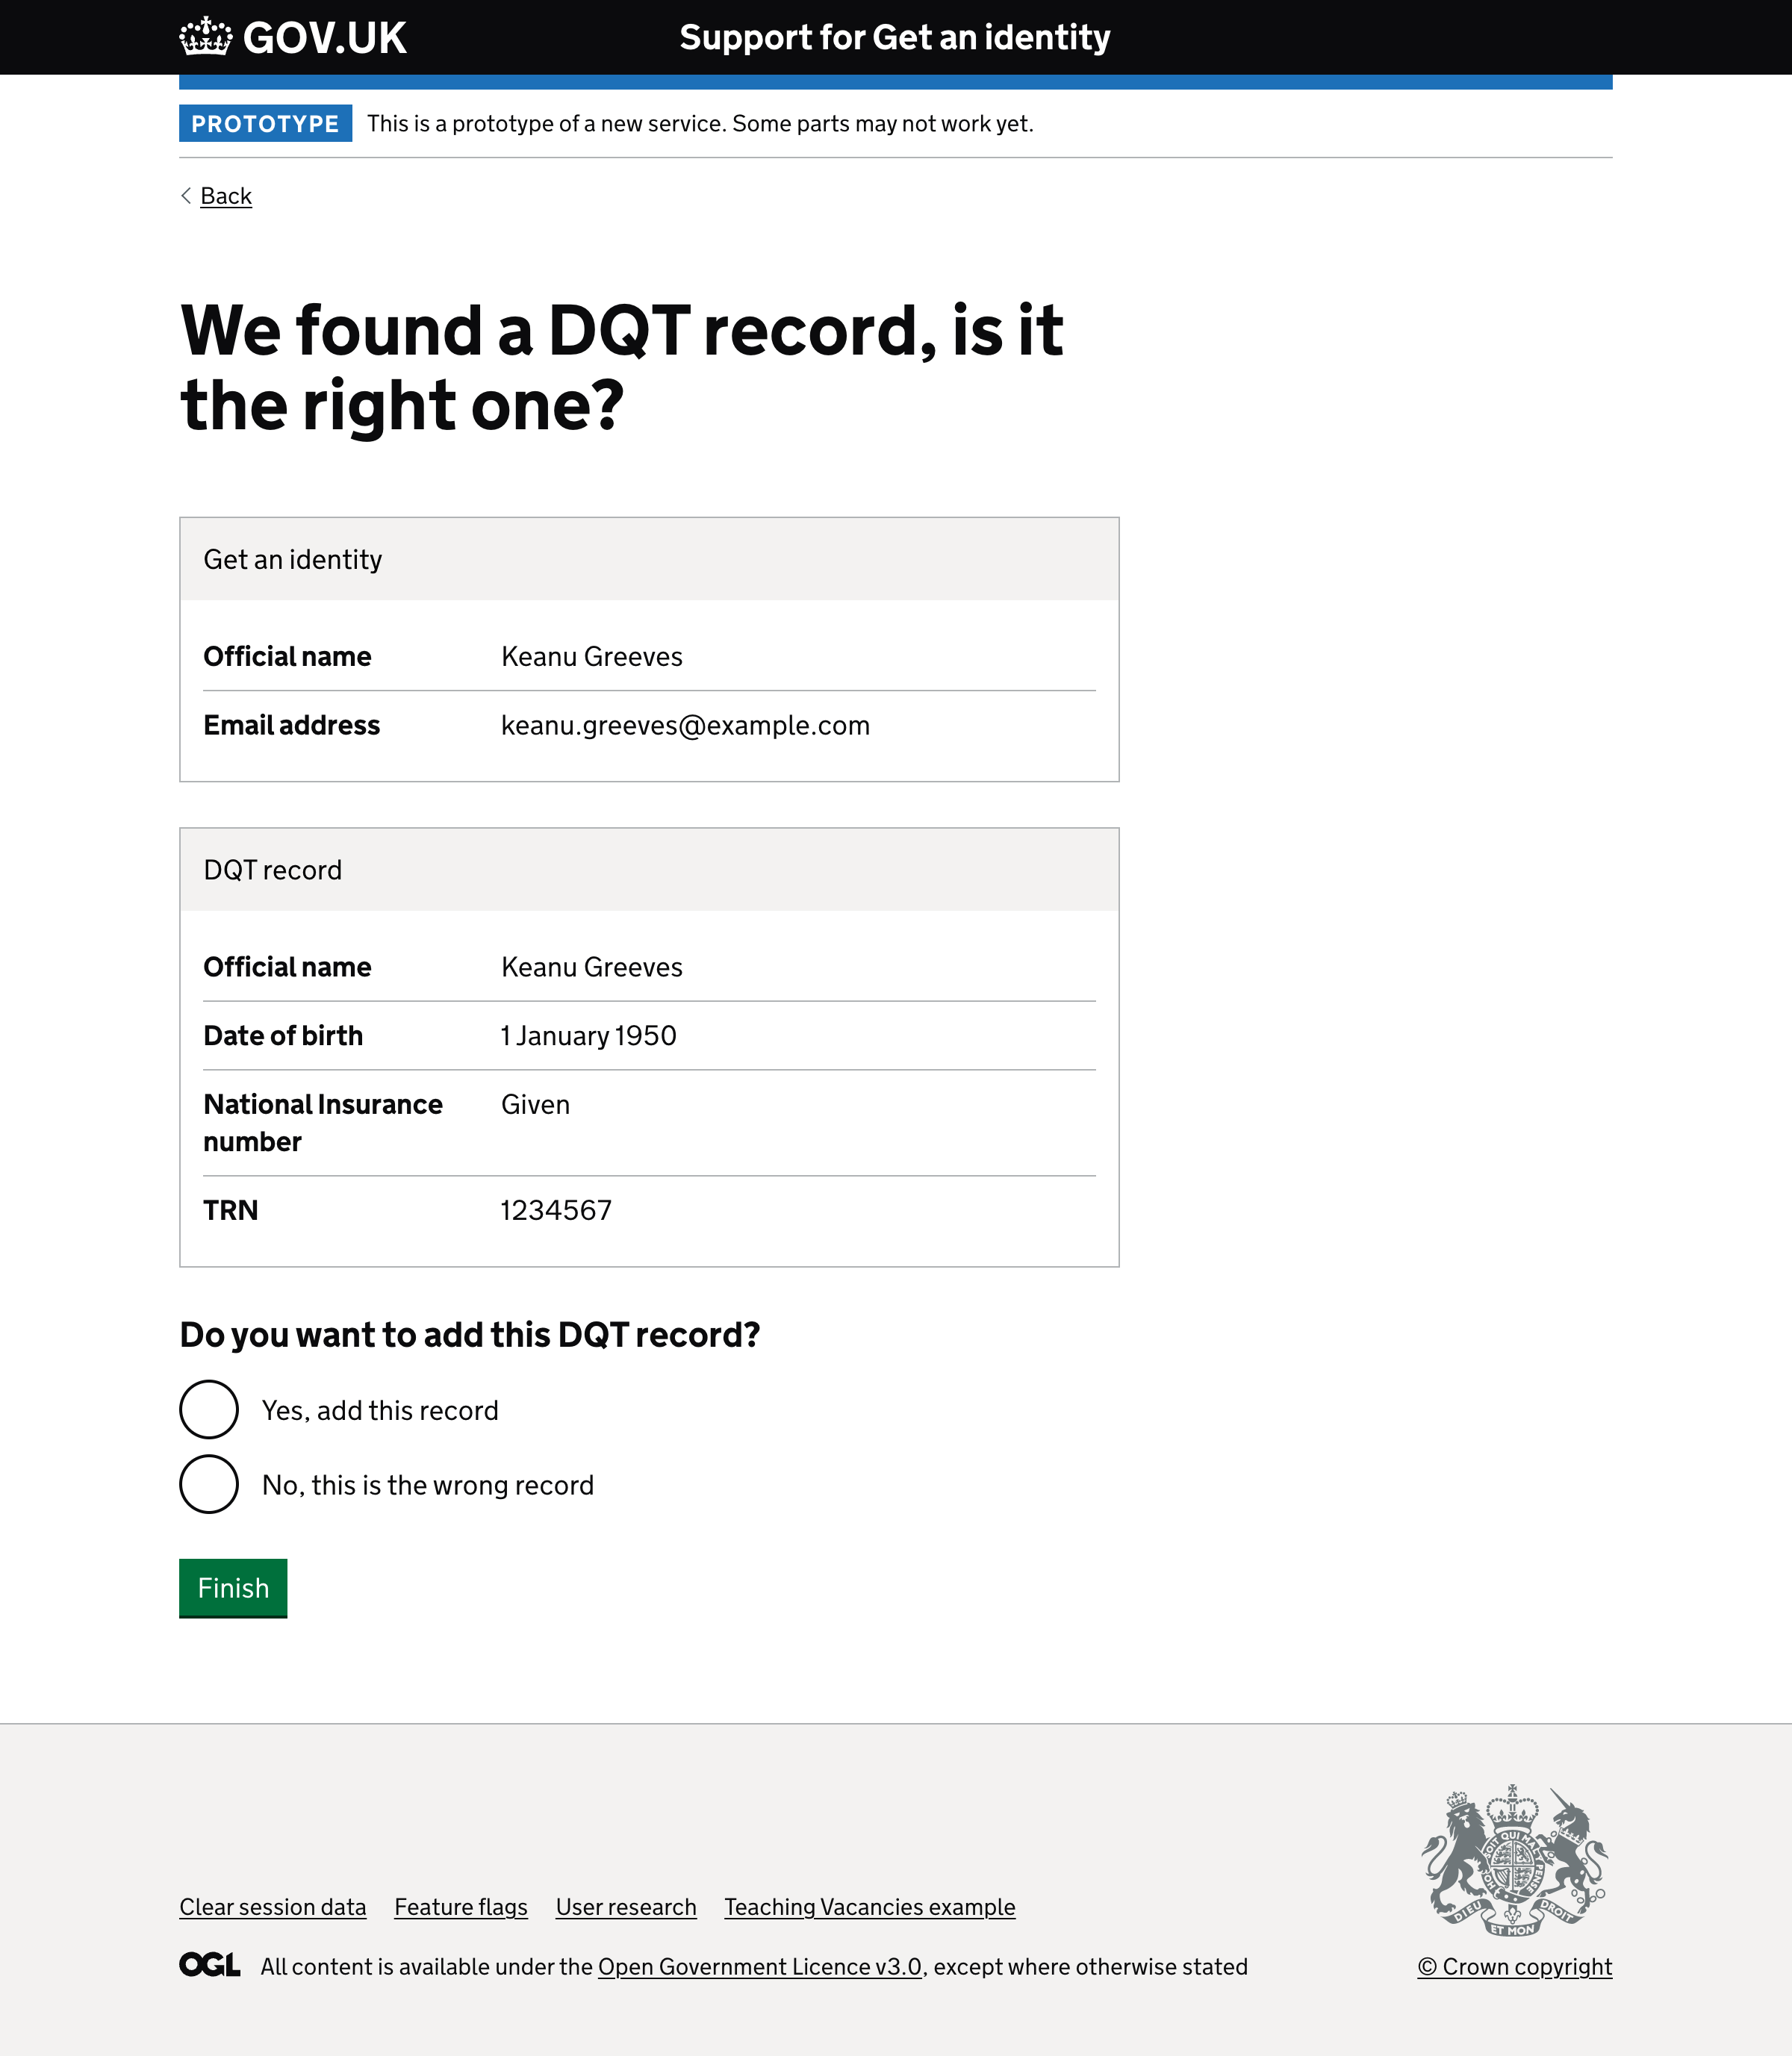 GOV.UK
Support for Get an identity
PROTOTYPE This is a prototype of a new service. Some parts may not work yet.
Back
We found a DQT record, is it
the right one?
Get an identity
Official name Keanu Greeves
Email address keanu.greeves@example.com
DQT record
Official name Keanu Greeves
Date of birth 1 January 1950
National Insurance Given
number
TRN 1234567
Do you want to add this DQT record?
Yes, add this record
No, this is the wrong record
Finish
Clear session data Feature flags User research Teaching Vacancies example
OGL All content is available under the Open Government Licence v3.0, except where otherwise stated
DIEU ET MON DROIT
© Crown copyright